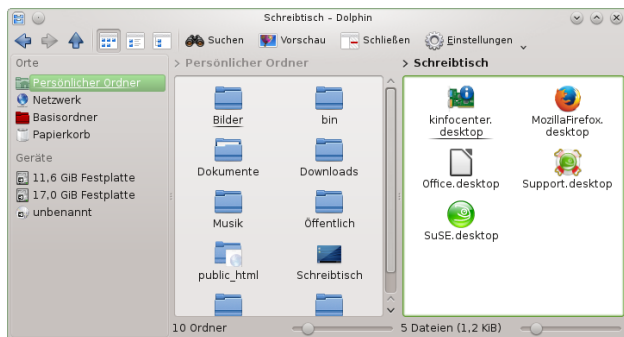 Schreibtisch – Dolphin
Suchen Vorschau Schließen Einstellungen
Orte
Persönlicher Ordner
Netzwerk
Basisordner
Papierkorb
Geräte
11,6 GiB Festplatte
17,0 GiB Festplatte
unbenannt
> Persönlicher Ordner
Bilder
bin
Dokumente
Downloads
Musik
Öffentlich
public_html
Schreibtisch
10 Ordner
> Schreibtisch
kinfocenter.
desktop
MozillaFirefox.
desktop
Office.desktop
Support.desktop
SuSE.desktop
5 Dateien (1,2 KiB)